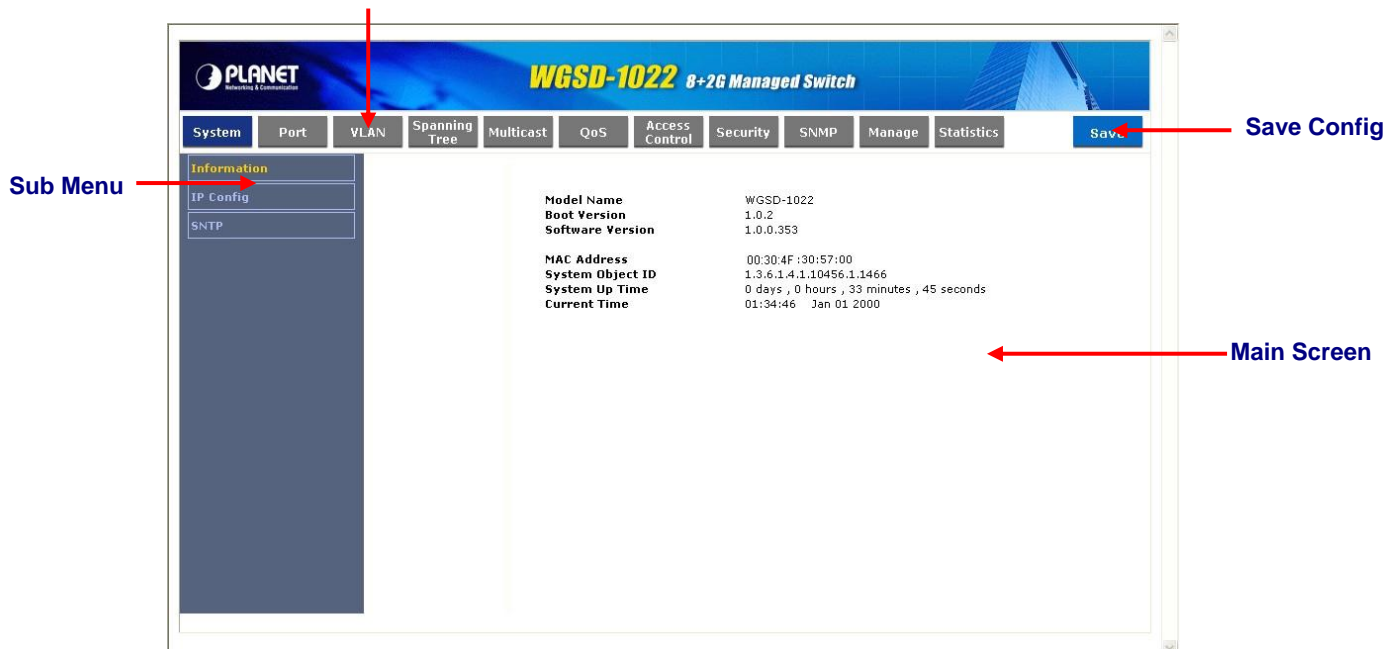 PLANET
Networking & Communication
WGSD-1022 8+2G Managed Switch
System
Port
VLAN
Spanning Tree
Multicast
QoS
Access Control
Security
SNMP
Manage
Statistics
Save
Save Config
Sub Menu
Information
IP Config
SNTP
Model Name WGSD-1022
Boot Version 1.0.2
Software Version 1.0.0.353
MAC Address 00:30:4F :30:57:00
System Object ID 1.3.6.1.4.1.10456.1.1466
System Up Time 0 days , 0 hours , 33 minutes , 45 seconds
Current Time 01:34:46 Jan 01 2000
Main Screen